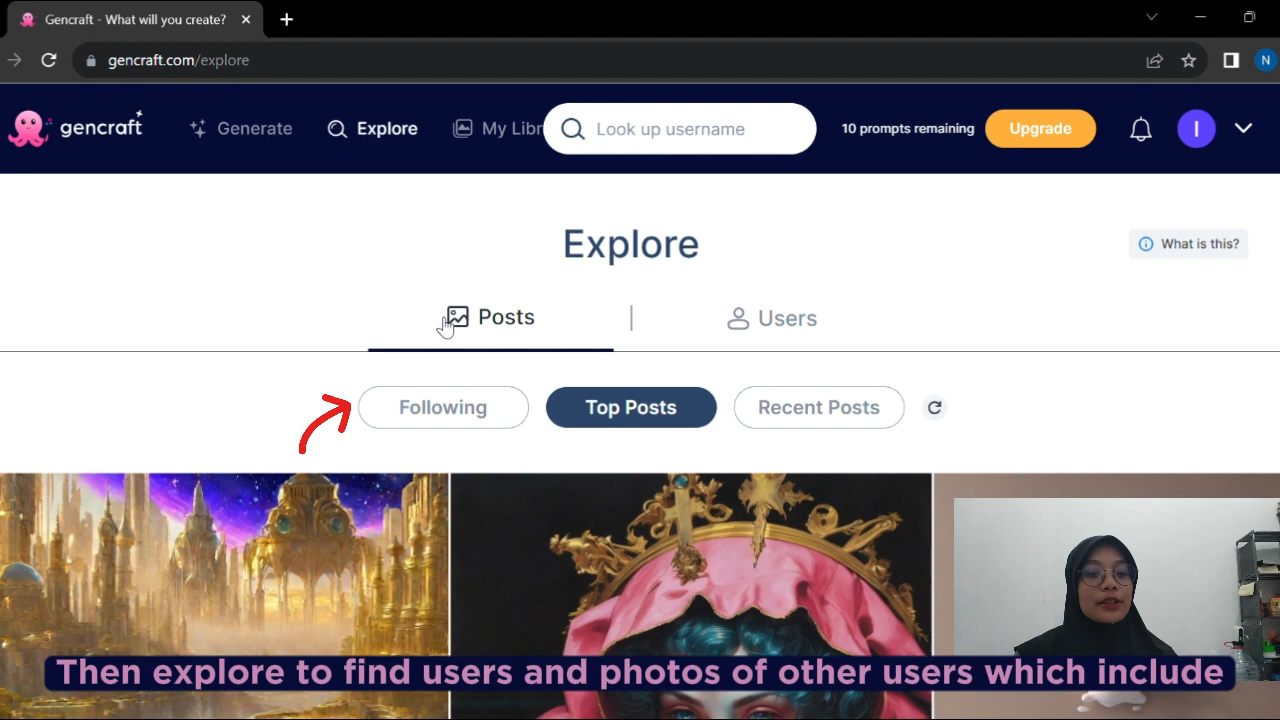 Gencraft - What will you create?
gencraft.com/explore
N
gencraft
Generate
Explore
My Libr
Look up username
10 prompts remaining
Upgrade
I
Explore
What is this?
Posts
Users
Following
Top Posts
Recent Posts
Then explore to find users and photos of other users which include